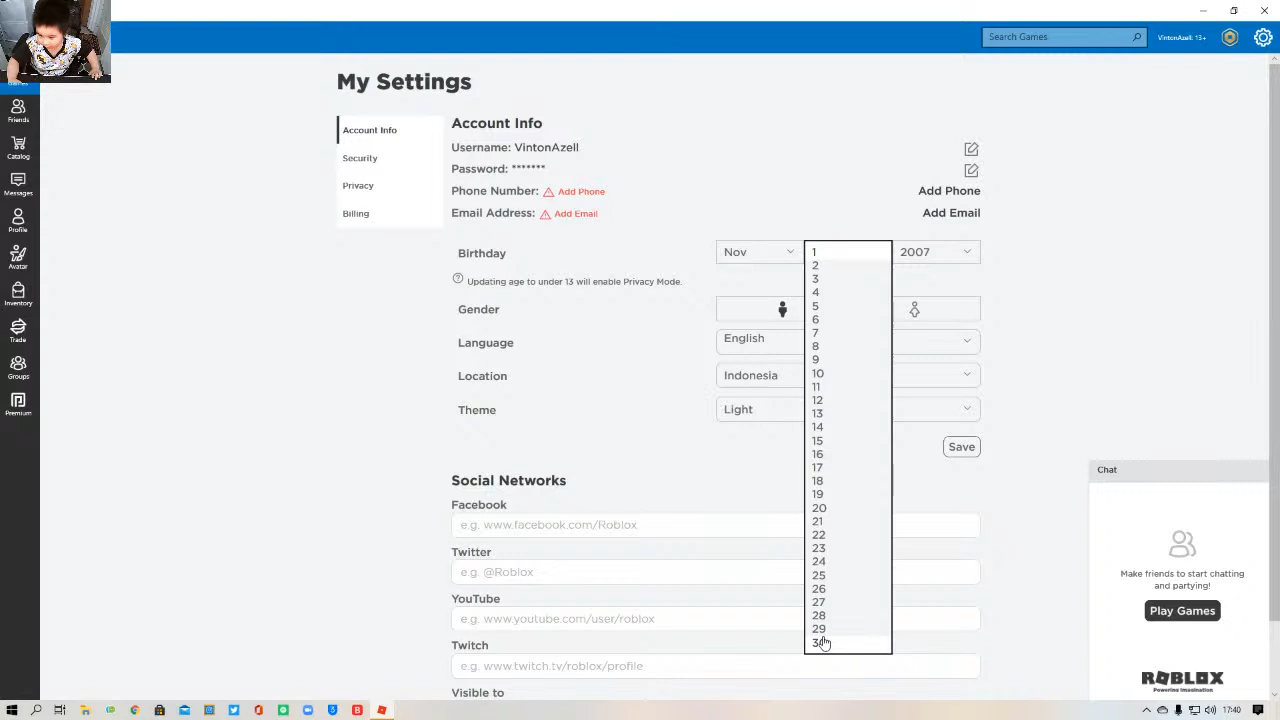 Search Games
VintonAzell: 13+
My Settings
Games
Friends
Catalog
Messages
Profile
Avatar
Inventory
Trade
Groups
Premium
Account Info
Security
Privacy
Billing
Account Info
Username: VintonAzell
Password: *******
Phone Number: Add Phone Add Phone
Email Address: Add Email Add Email
Birthday Nov 1 2007
Updating age to under 13 will enable Privacy Mode.
2
3
4
5
6
7
8
9
10
11
12
13
14
15
16
17
18
19
20
21
22
23
24
25
26
27
28
29
30
Gender
Language English
Location Indonesia
Theme Light
Save
Social Networks
Facebook
e.g. www.facebook.com/Roblox
Twitter
e.g. @Roblox
YouTube
e.g. www.youtube.com/user/roblox
Twitch
e.g. www.twitch.tv/roblox/profile
Visible to
Chat
Make friends to start chatting
and partying!
Play Games
ROBLOX
Powering Imagination
17:40